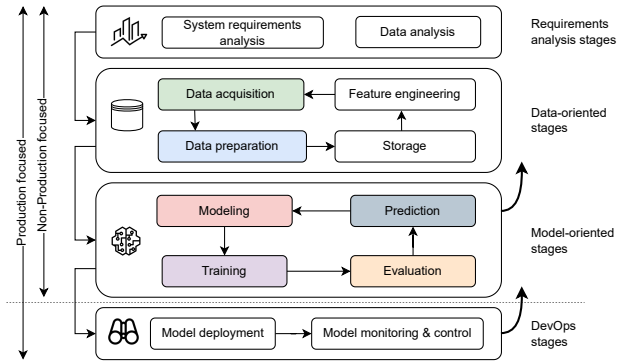 System requirements
analysis
Data analysis
Requirements
analysis stages
Data acquisition
Feature engineering
Data preparation
Storage
Data-oriented
stages
Modeling
Prediction
Training
Evaluation
Model-oriented
stages
Model deployment
Model monitoring & control
DevOps
stages
Production focused
Non-Production focused